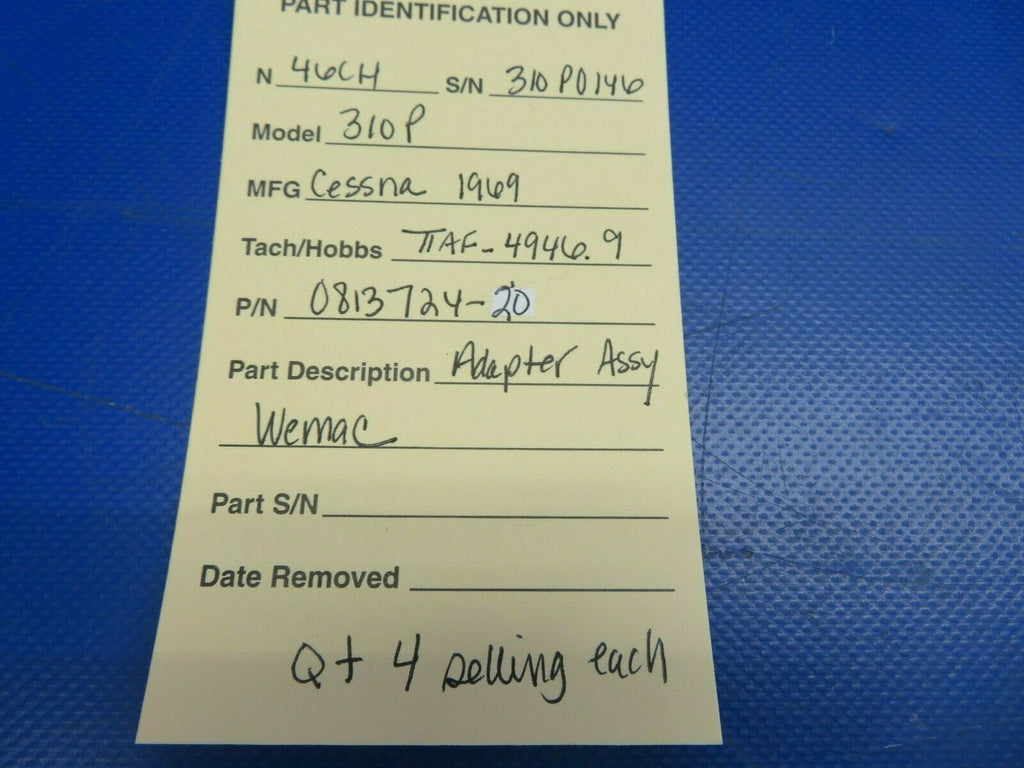 PART IDENTIFICATION ONLY
N 46CH S/N 310P0146
Model 310P
MFG Cessna 1969
Tach/Hobbs TTAF-4946.9
P/N 0813724-20
Part Description Adapter Assy
Wemac
Part S/N
Date Removed
Qt 4 selling each